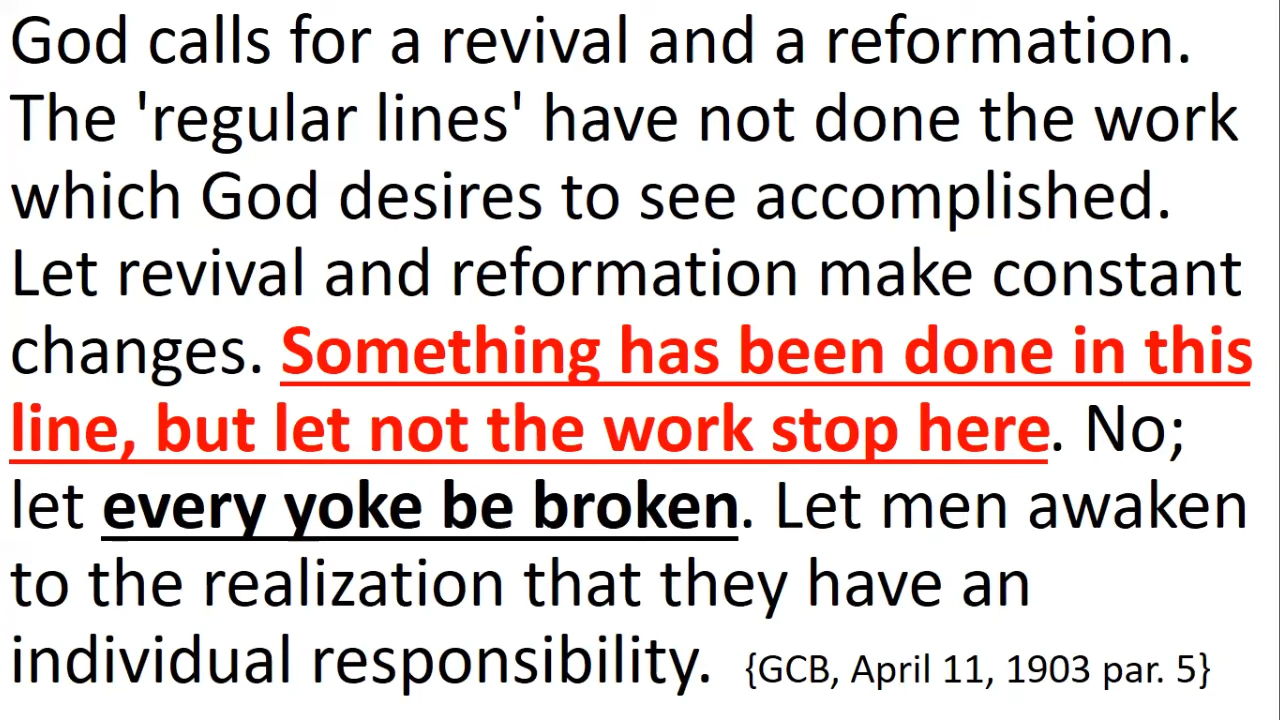 God calls for a revival and a reformation.
The 'regular lines' have not done the work
which God desires to see accomplished.
Let revival and reformation make constant
changes. Something has been done in this
line, but let not the work stop here. No;
let every yoke be broken. Let men awaken
to the realization that they have an
individual responsibility. {GCB, April 11, 1903 par. 5}